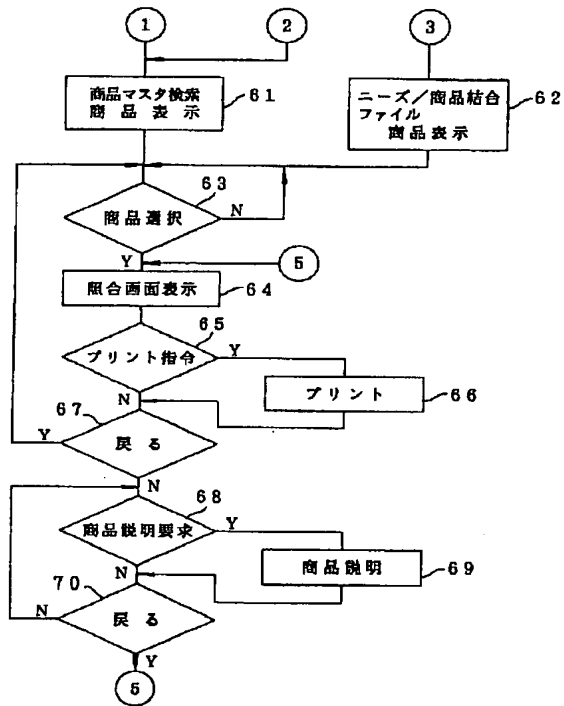 1
2
3
商品マスタ検索
商品表示
61
ニーズ/商品結合
ファイル
商品表示
62
63
商品選択
N
Y
5
照合画面表示
64
65
プリント指令
Y
N
プリント
66
67
Y
戻る
N
68
商品説明要求
Y
N
商品説明
69
70
N
戻る
Y
5